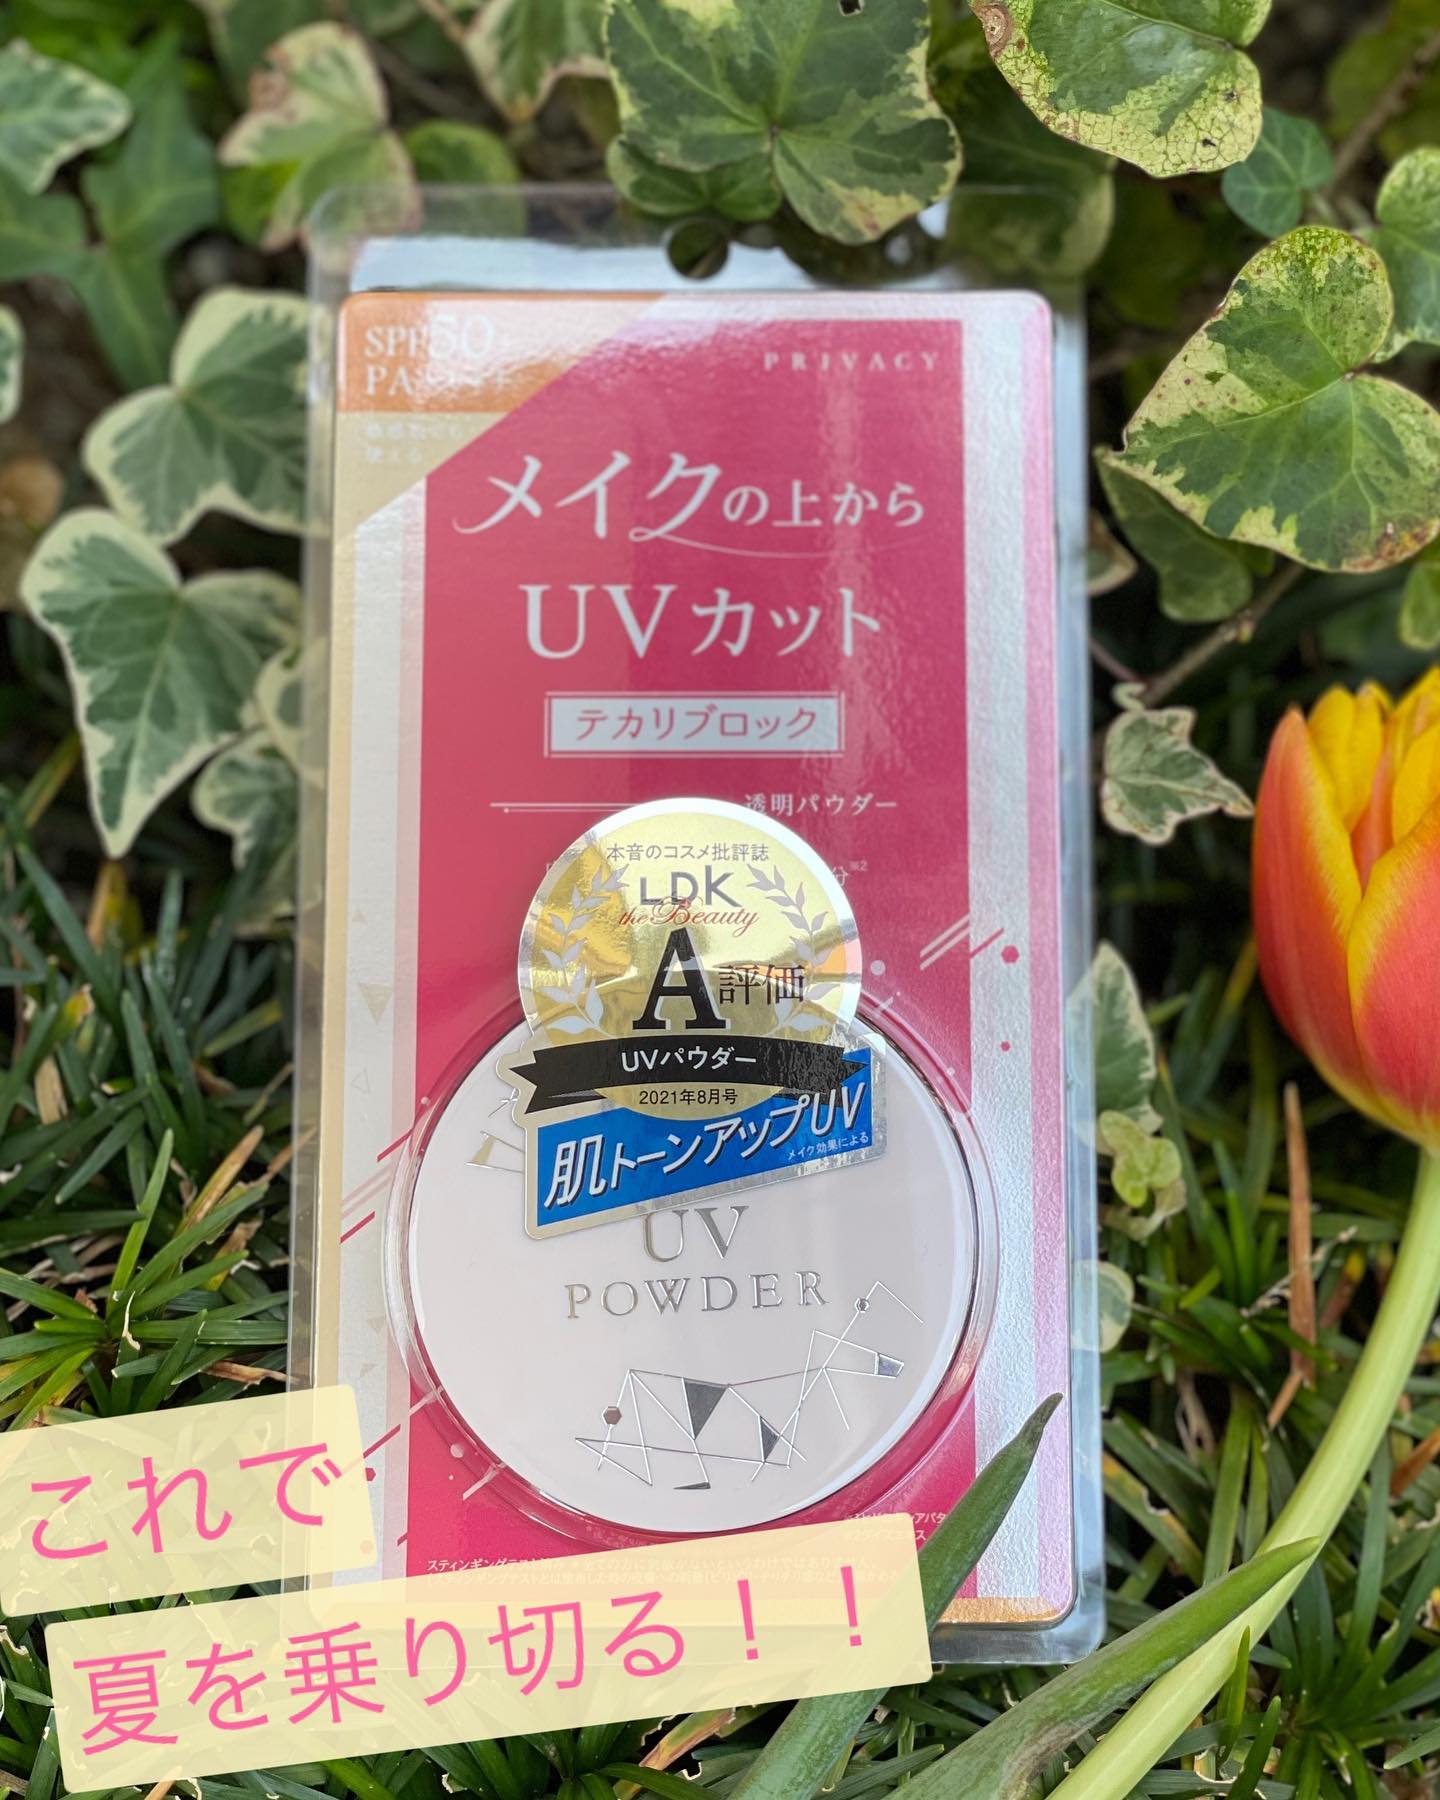 SPF50+
PRIVACY
メイクの上から
UVカット
テカリブロック
透明パウダー
本音のコスメ批評誌
LDK
the Beauty
A評価
UVパウダー
2021年8月号
肌トーンアップUV
メイク効果による
UV
POWDER
これで
夏を乗り切る！！